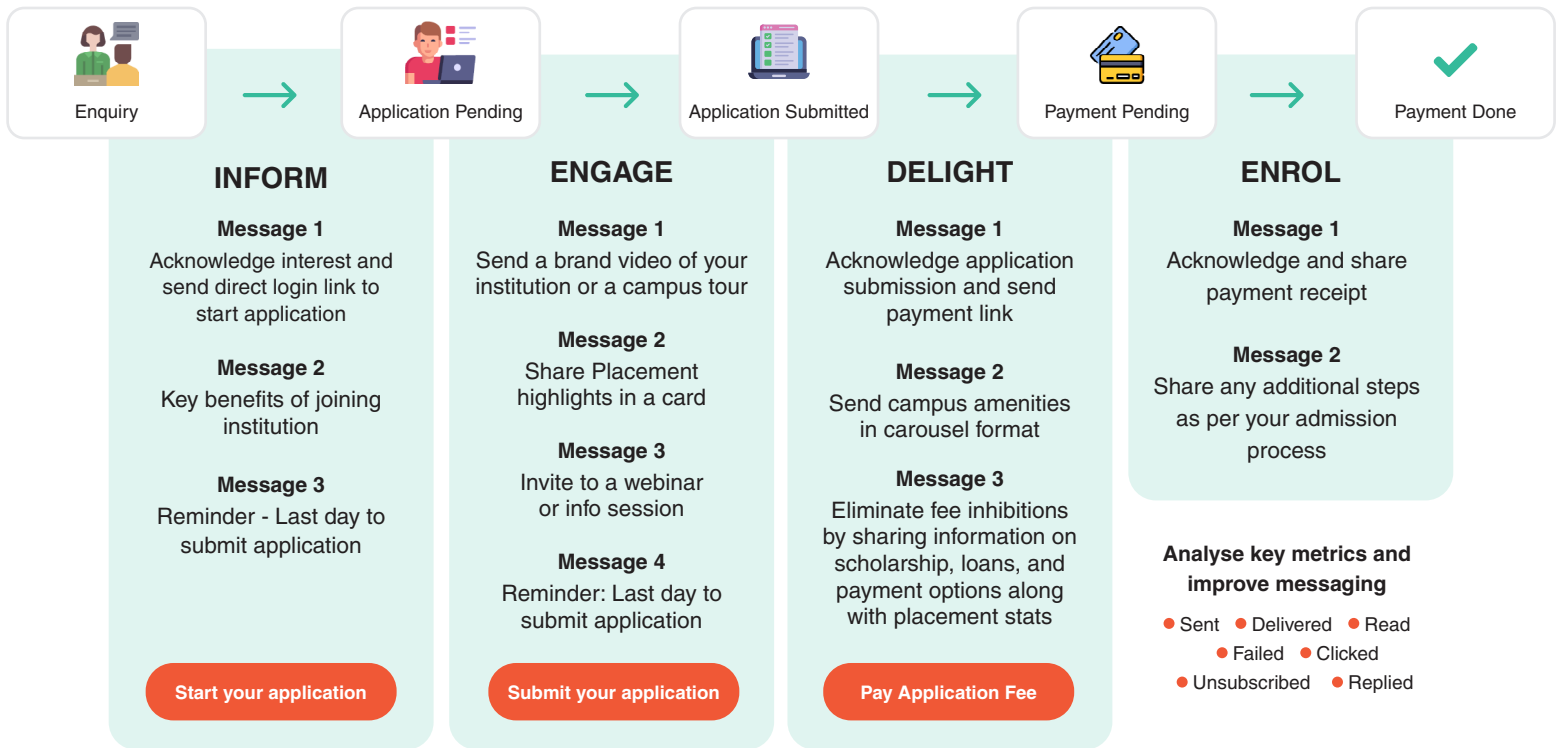 Enquiry
Application Pending
Application Submitted
Payment Pending
Payment Done
INFORM
Message 1
Acknowledge interest and
send direct login link to
start application
Message 2
Key benefits of joining
institution
Message 3
Reminder - Last day to
submit application
Start your application
ENGAGE
Message 1
Send a brand video of your
institution or a campus tour
Message 2
Share Placement
highlights in a card
Message 3
Invite to a webinar
or info session
Message 4
Reminder: Last day to
submit application
Submit your application
DELIGHT
Message 1
Acknowledge application
submission and send
payment link
Message 2
Send campus amenities
in carousel format
Message 3
Eliminate fee inhibitions
by sharing information on
scholarship, loans, and
payment options along
with placement stats
Pay Application Fee
ENROL
Message 1
Acknowledge and share
payment receipt
Message 2
Share any additional steps
as per your admission
process
Analyse key metrics and
improve messaging
Sent Delivered Read
Failed Clicked
Unsubscribed Replied